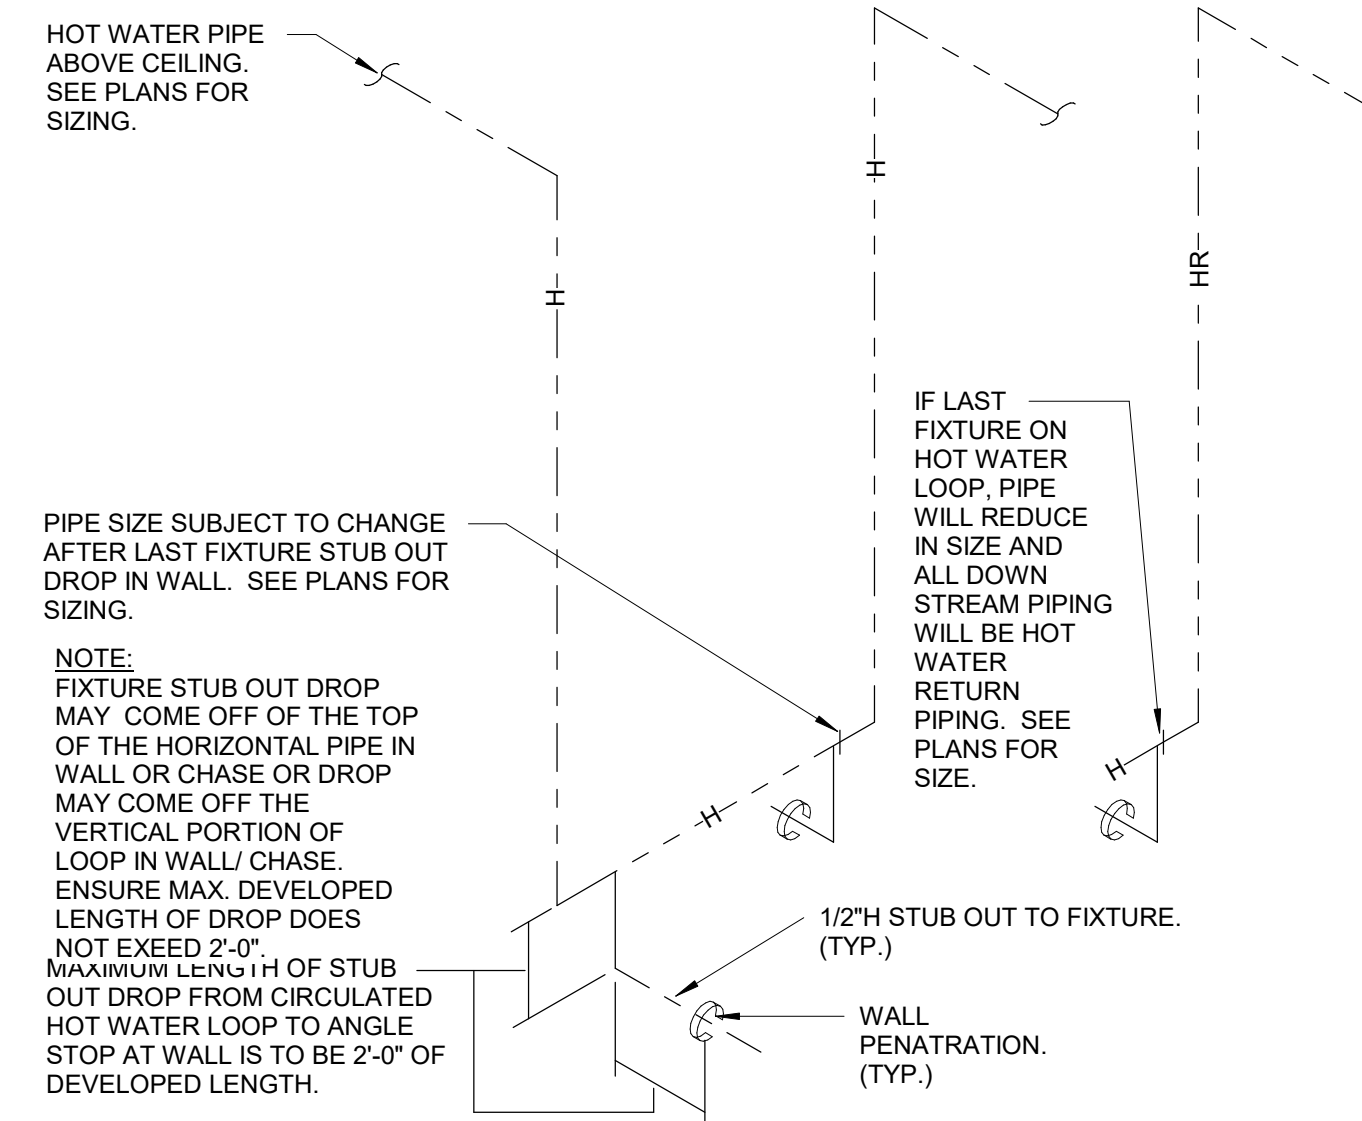 HOT WATER PIPE
ABOVE CEILING.
SEE PLANS FOR
SIZING.
H
H
HR
IF LAST
FIXTURE ON
HOT WATER
LOOP, PIPE
WILL REDUCE
IN SIZE AND
ALL DOWN
STREAM PIPING
WILL BE HOT
WATER
RETURN
PIPING. SEE
PLANS FOR
SIZE.
PIPE SIZE SUBJECT TO CHANGE
AFTER LAST FIXTURE STUB OUT
DROP IN WALL. SEE PLANS FOR
SIZING.
NOTE:
FIXTURE STUB OUT DROP
MAY COME OFF OF THE TOP
OF THE HORIZONTAL PIPE IN
WALL OR CHASE OR DROP
MAY COME OFF THE
VERTICAL PORTION OF
LOOP IN WALL/ CHASE.
ENSURE MAX. DEVELOPED
LENGTH OF DROP DOES
NOT EXEED 2'-0".
MAXIMUM LENGTH OF STUB
OUT DROP FROM CIRCULATED
HOT WATER LOOP TO ANGLE
STOP AT WALL IS TO BE 2'-0" OF
DEVELOPED LENGTH.
H
H
1/2"H STUB OUT TO FIXTURE.
(TYP.)
WALL
PENATRATION.
(TYP.)